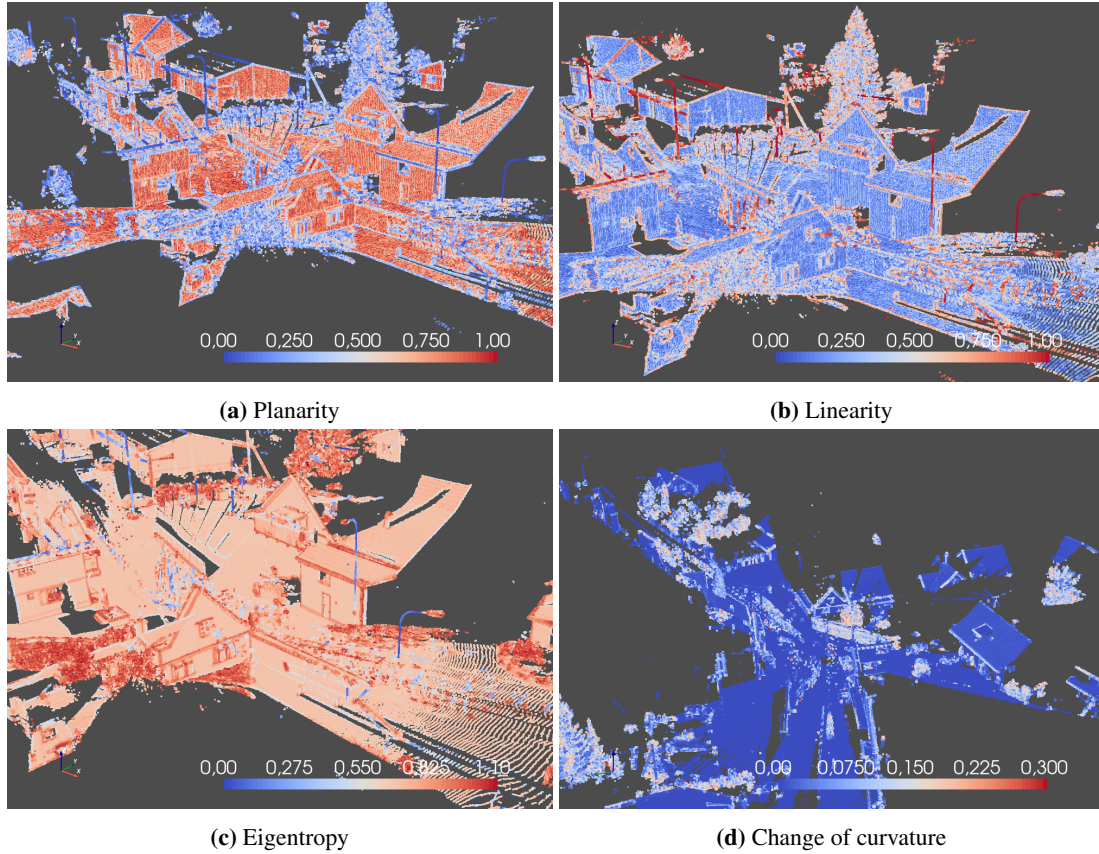 0,00 0,250 0,500 0,750 1,00
(a) Planarity
0,00 0,250 0,500 0,750 1,00
(b) Linearity
0,00 0,275 0,550 0,825 1,10
(c) Eigentropy
0,00 0,0750 0,150 0,225 0,300
(d) Change of curvature